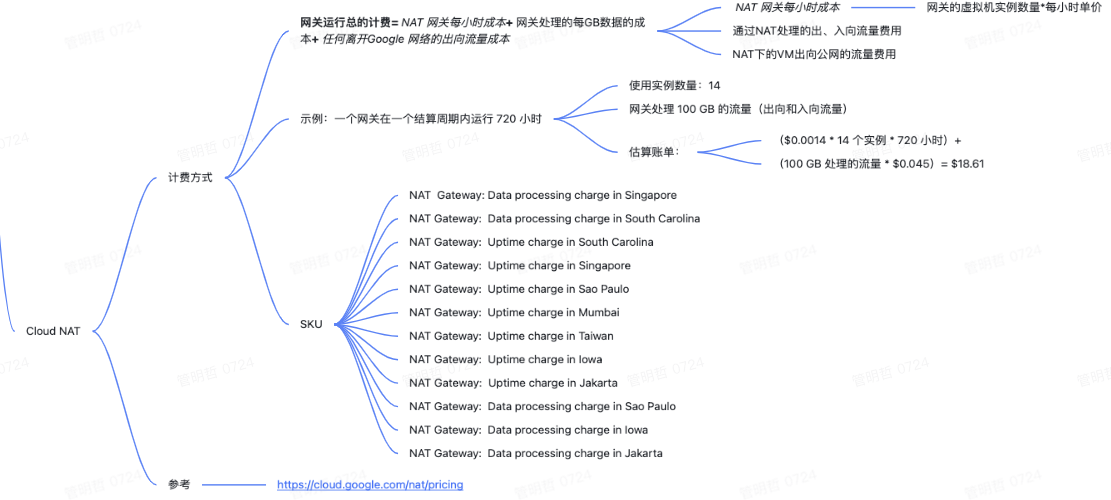 Cloud NAT
计费方式
网关运行总的计费= NAT 网关每小时成本+ 网关处理的每GB数据的成
本+ 任何离开Google 网络的出向流量成本
NAT 网关每小时成本
网关的虚拟机实例数量*每小时单价
通过NAT处理的出、入向流量费用
NAT下的VM出向公网的流量费用
示例：一个网关在一个结算周期内运行 720 小时
使用实例数量：14
网关处理 100 GB 的流量（出向和入向流量）
估算账单：
（$0.0014 * 14 个实例 * 720 小时）+
（100 GB 处理的流量 * $0.045）= $18.61
SKU
NAT Gateway: Data processing charge in Singapore
NAT Gateway: Data processing charge in South Carolina
NAT Gateway: Uptime charge in South Carolina
NAT Gateway: Uptime charge in Singapore
NAT Gateway: Uptime charge in Sao Paulo
NAT Gateway: Uptime charge in Mumbai
NAT Gateway: Uptime charge in Taiwan
NAT Gateway: Uptime charge in Iowa
NAT Gateway: Uptime charge in Jakarta
NAT Gateway: Data processing charge in Sao Paulo
NAT Gateway: Data processing charge in Iowa
NAT Gateway: Data processing charge in Jakarta
参考
https://cloud.google.com/nat/pricing
管明哲 0724